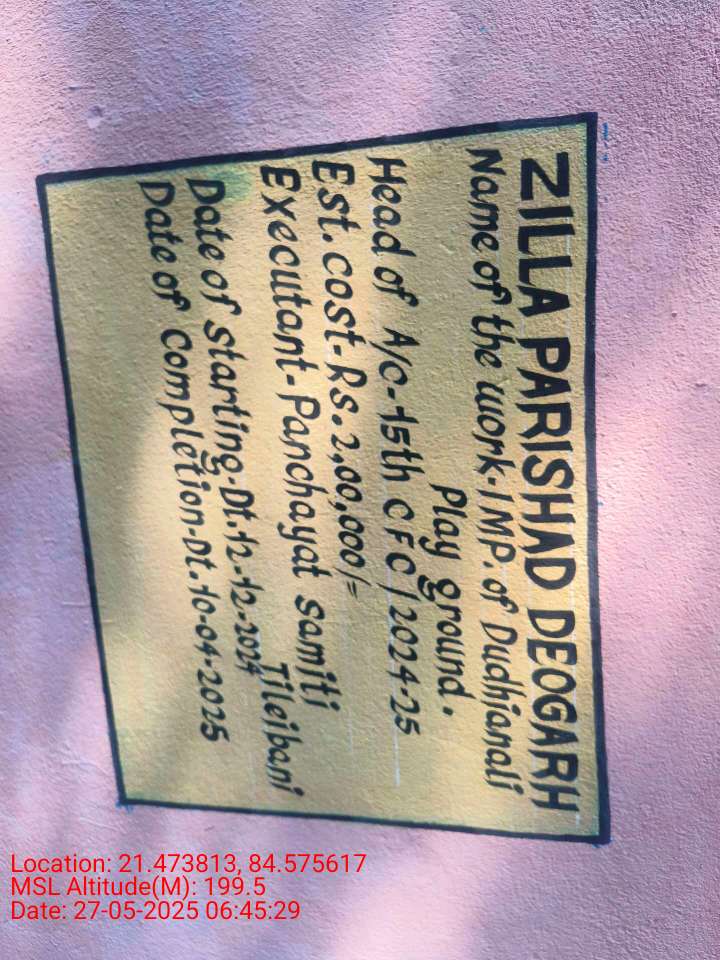 ZILLA PARISHAD DEOGARH
Name of the work-IMP. of Dudhianali
Play ground.
Head of A/C-15th CFC/2024-25
Est. cost-Rs. 2,00,000/=
Executant-Panchayat samiti
Tileibani
Date of starting-Dt. 12-12-2024
Date of Completion-Dt. 10-04-2025
Location: 21.473813, 84.575617
MSL Altitude(M): 199.5
Date: 27-05-2025 06:45:29